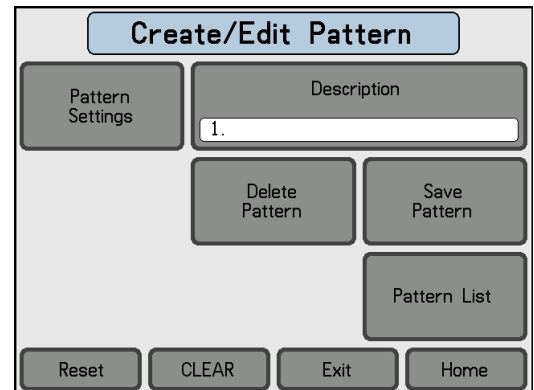 Create/Edit Pattern
Pattern
Settings
Description
1.
Delete
Pattern
Save
Pattern
Pattern List
Reset
CLEAR
Exit
Home